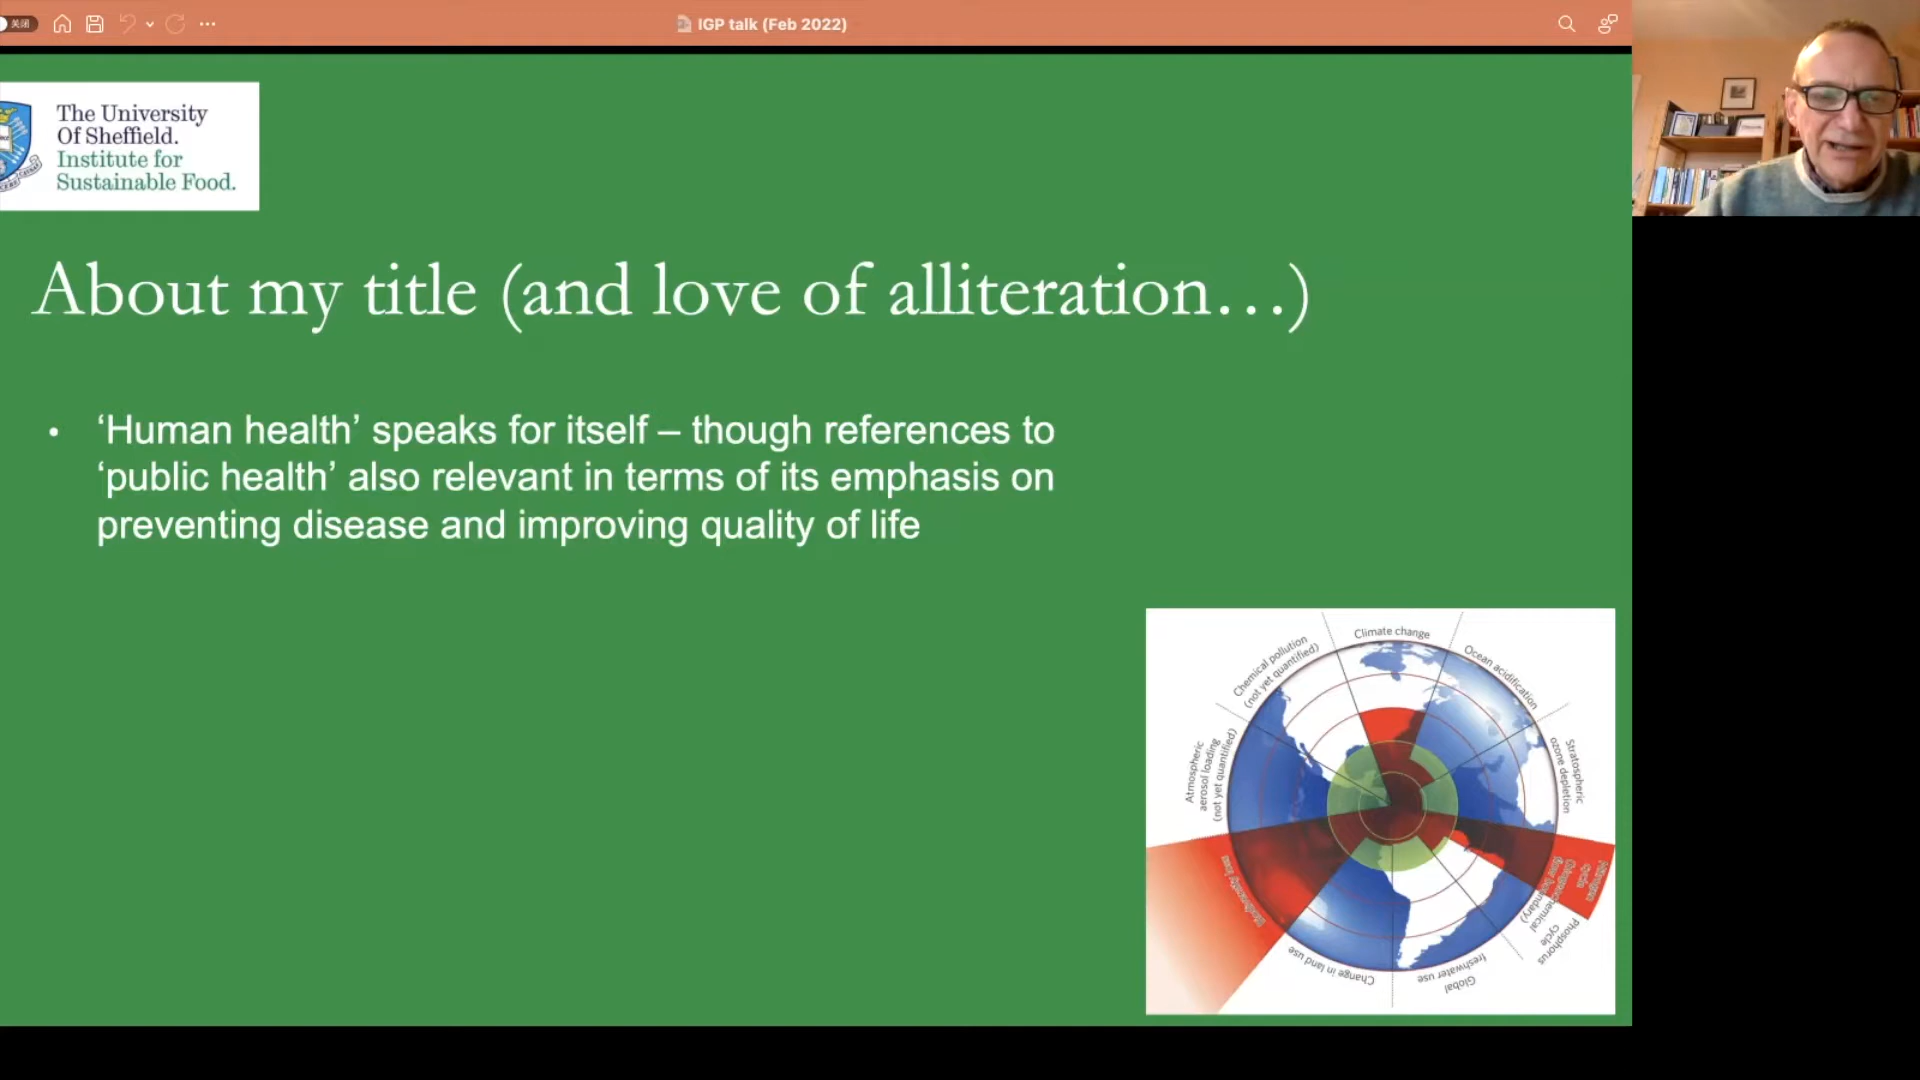 关闭
IGP talk (Feb 2022)
The University
Of Sheffield.
Institute for
Sustainable Food.
About my title (and love of alliteration…)
• ‘Human health’ speaks for itself – though references to
‘public health’ also relevant in terms of its emphasis on
preventing disease and improving quality of life
Climate change
Ocean acidification
Stratospheric
ozone depletion
Nitrogen
cycle
(biogeochemical
flow boundary)
Phosphorus
cycle
Global
freshwater use
Change in land use
Biodiversity loss
Atmospheric
aerosol loading
(not yet quantified)
Chemical pollution
(not yet quantified)